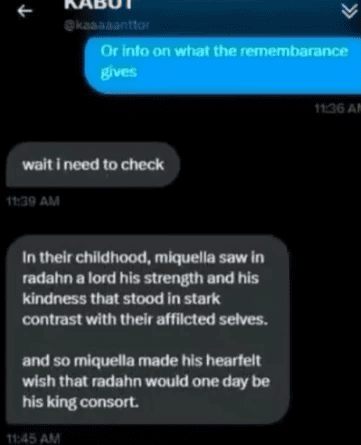 KABUT
@kaaaaanttor
Or info on what the remembarance
gives
11:36 AM
wait i need to check
11:39 AM
In their childhood, miquella saw in
radahn a lord his strength and his
kindness that stood in stark
contrast with their affilcted selves.
and so miquella made his hearfelt
wish that radahn would one day be
his king consort.
11:45 AM